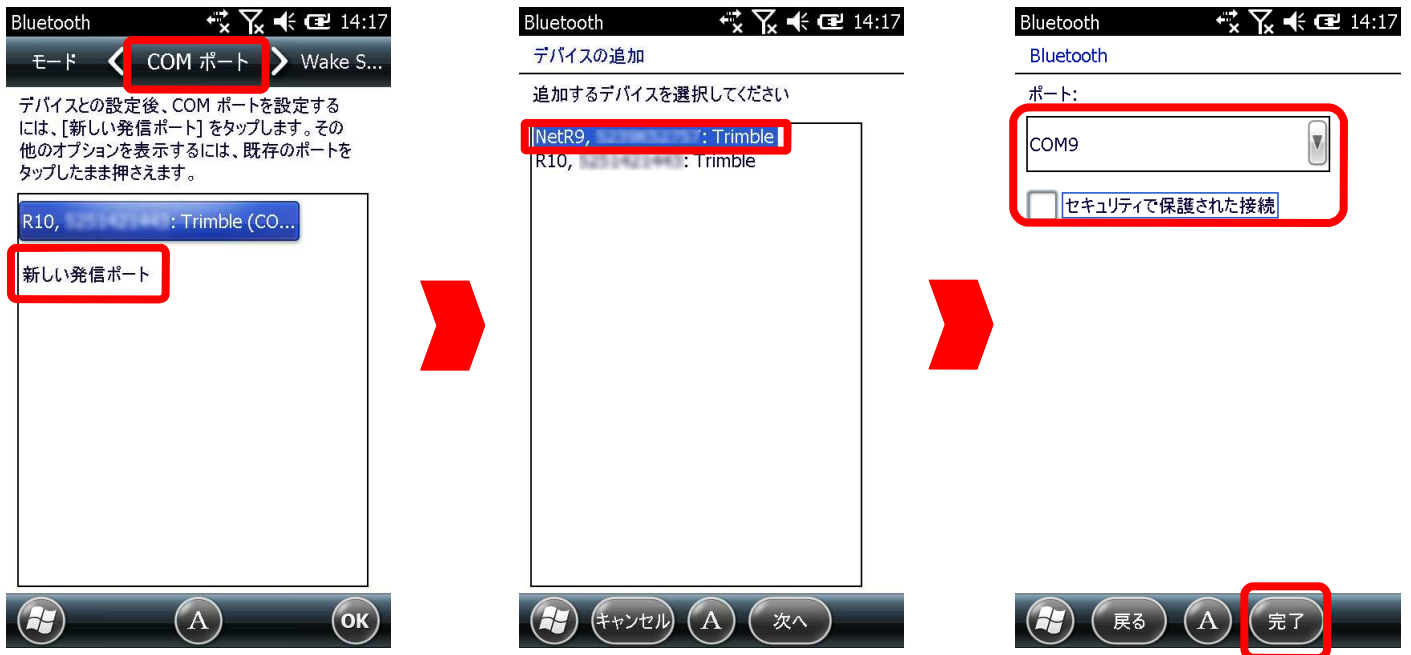 Bluetooth 14:17
モード COM ポート Wake S...
デバイスとの設定後、COM ポートを設定する
には、[新しい発信ポート] をタップします。その
他のオプションを表示するには、既存のポートを
タップしたまま押さえます。
R10, : Trimble (CO...
新しい発信ポート
A OK
Bluetooth 14:17
デバイスの追加
追加するデバイスを選択してください
NetR9, : Trimble
R10, : Trimble
キャンセル A 次へ
Bluetooth 14:17
Bluetooth
ポート:
COM9
セキュリティで保護された接続
戻る A 完了